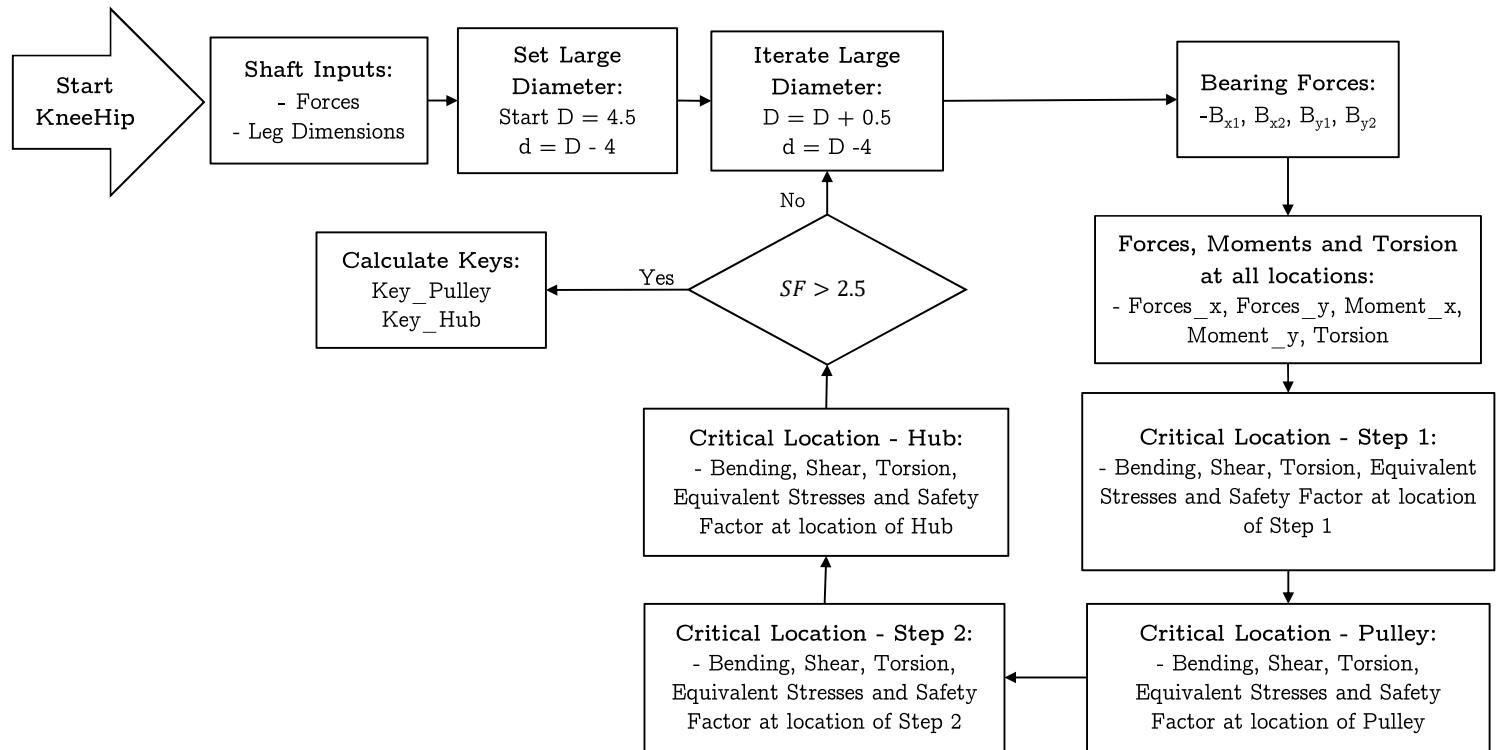 Start
KneeHip
Shaft Inputs:
- Forces
- Leg Dimensions
Set Large
Diameter:
Start D = 4.5
d = D - 4
Iterate Large
Diameter:
D = D + 0.5
d = D -4
Bearing Forces:
-Bx1, Bx2, By1, By2
Forces, Moments and Torsion
at all locations:
- Forces_x, Forces_y, Moment_x,
Moment_y, Torsion
Critical Location - Step 1:
- Bending, Shear, Torsion, Equivalent
Stresses and Safety Factor at location
of Step 1
Critical Location - Pulley:
- Bending, Shear, Torsion,
Equivalent Stresses and Safety
Factor at location of Pulley
Critical Location - Step 2:
- Bending, Shear, Torsion,
Equivalent Stresses and Safety
Factor at location of Step 2
Critical Location - Hub:
- Bending, Shear, Torsion,
Equivalent Stresses and Safety
Factor at location of Hub
SF > 2.5
No
Yes
Calculate Keys:
Key_Pulley
Key_Hub